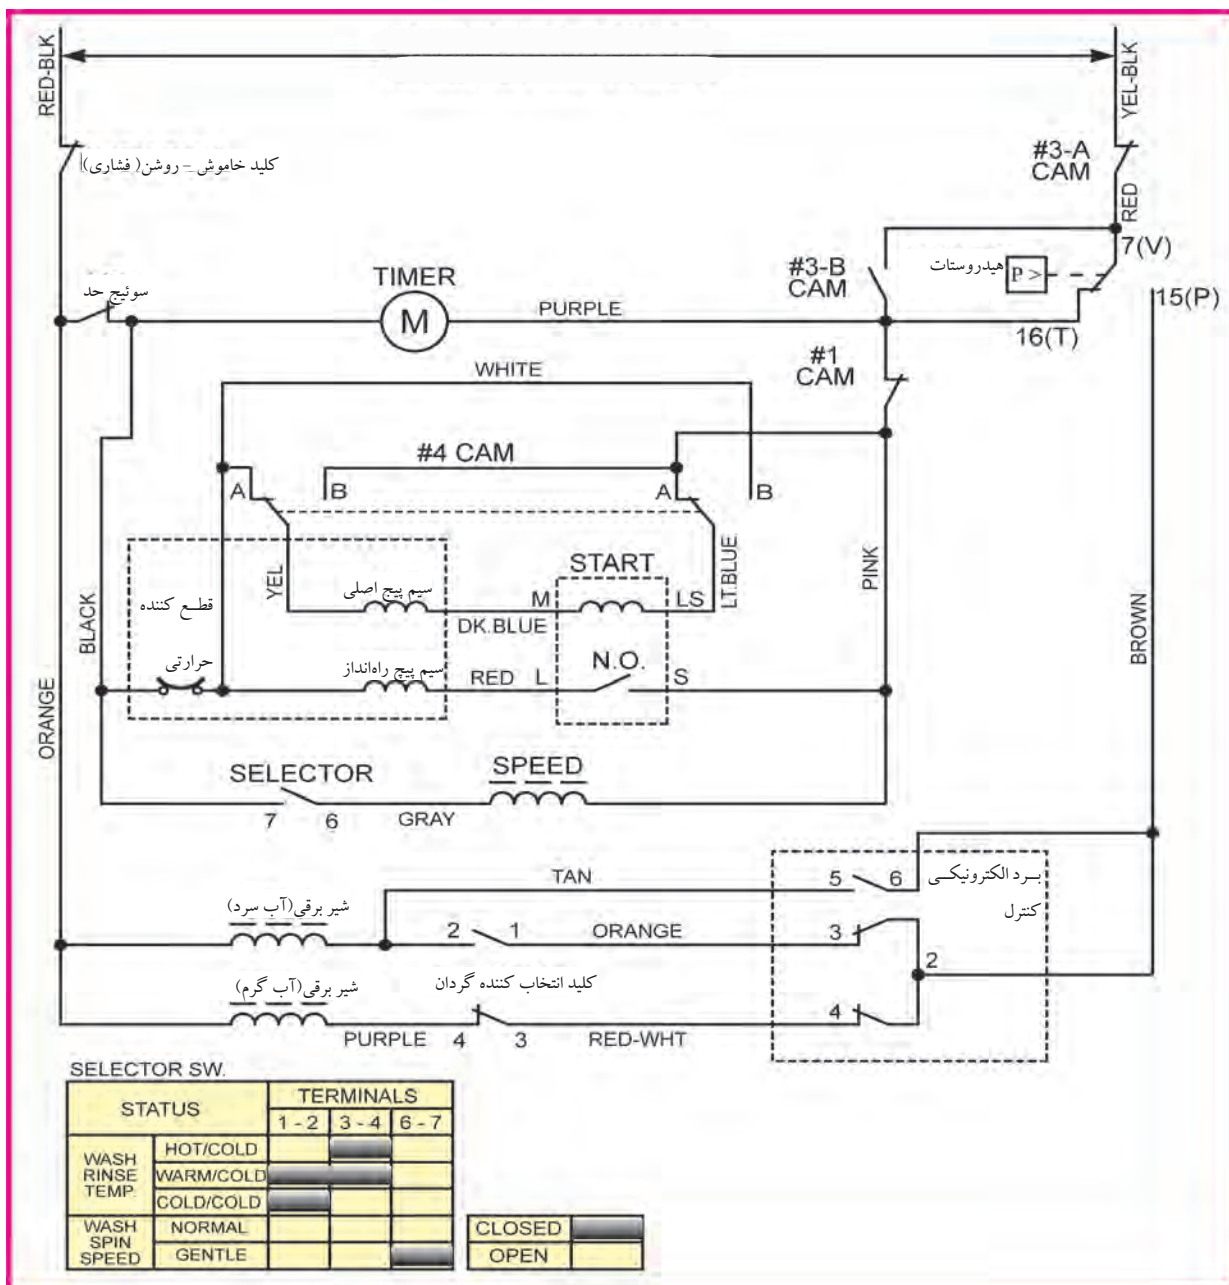 RED-BLK
YEL-BLK
کلید خاموش - روشن( فشاری)
#3-A
CAM
RED
7(V)
هیدروستات
P >
#3-B
CAM
15(P)
16(T)
سوئیچ حد
TIMER
M
PURPLE
#1
CAM
WHITE
#4 CAM
A
B
A
B
START
YEL
LT.BLUE
PINK
BROWN
BLACK
ORANGE
قطـع کننده
حرارتی
سیم پیچ اصلی
M
LS
DK.BLUE
سیم پیچ راه‌انداز
RED
L
N.O.
S
SELECTOR
SPEED
7
6
GRAY
TAN
5
6
بـرد الکترونیکـی
کنترل
شیر برقی(آب سرد)
2
1
ORANGE
3
2
شیر برقی(آب گرم)
کلید انتخاب کننده گردان
4
PURPLE
4
3
RED-WHT
SELECTOR SW.
STATUS
TERMINALS
1 - 2
3 - 4
6 - 7
WASH
RINSE
TEMP.
HOT/COLD
WARM/COLD
COLD/COLD
WASH
SPIN
SPEED
NORMAL
GENTLE
CLOSED
OPEN